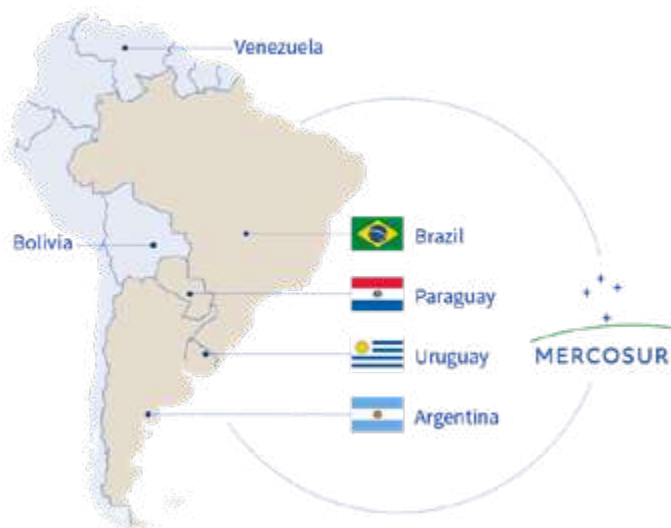 Venezuela
Bolivia
Brazil
Paraguay
Uruguay
Argentina
MERCOSUR